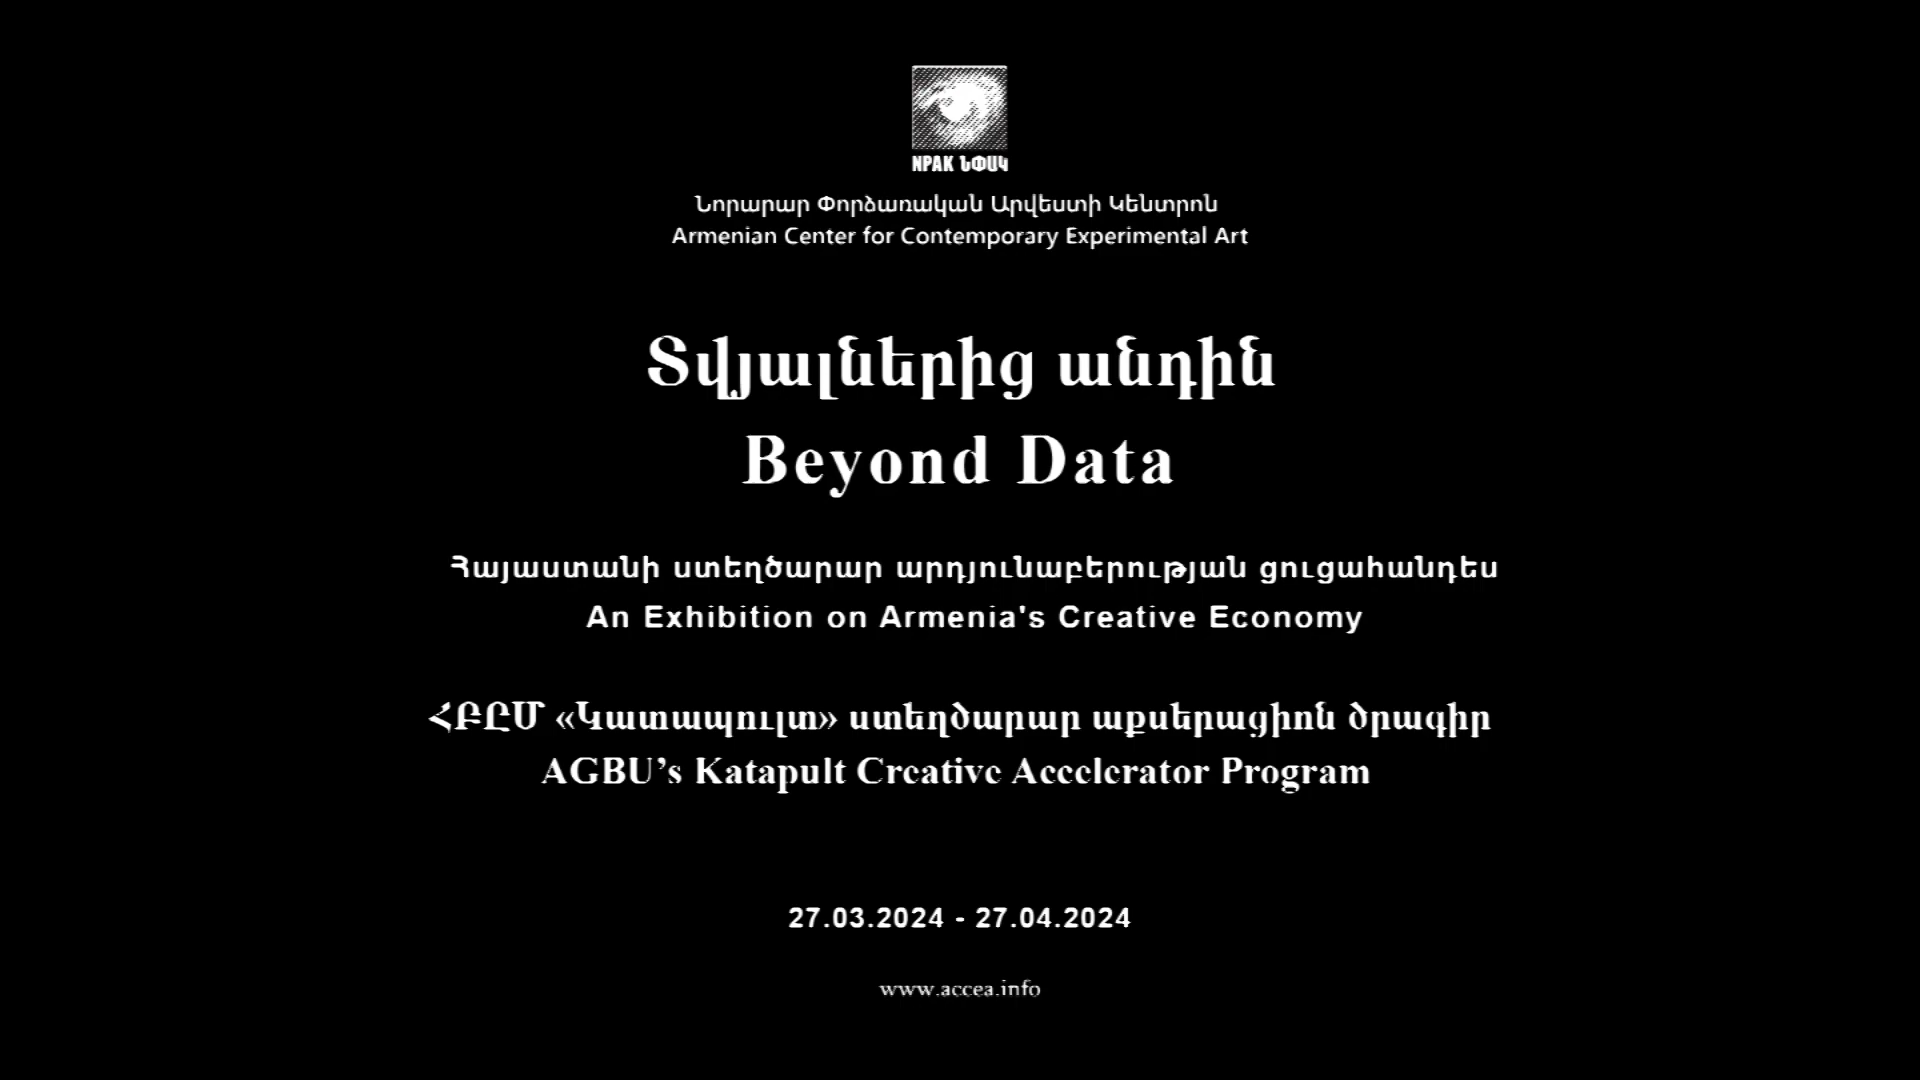 NPAK ՆՓԱԿ
Նորարար Փորձառական Արվեստի Կենտրոն
Armenian Center for Contemporary Experimental Art
Տվյալներից անդին
Beyond Data
Հայաստանի ստեղծարար արդյունաբերության ցուցահանդես
An Exhibition on Armenia's Creative Economy
ՀԲԸՄ «Կատապուլտ» ստեղծարար աքսերացիոն ծրագիր
AGBU’s Katapult Creative Accelerator Program
27.03.2024 - 27.04.2024
www.accea.info